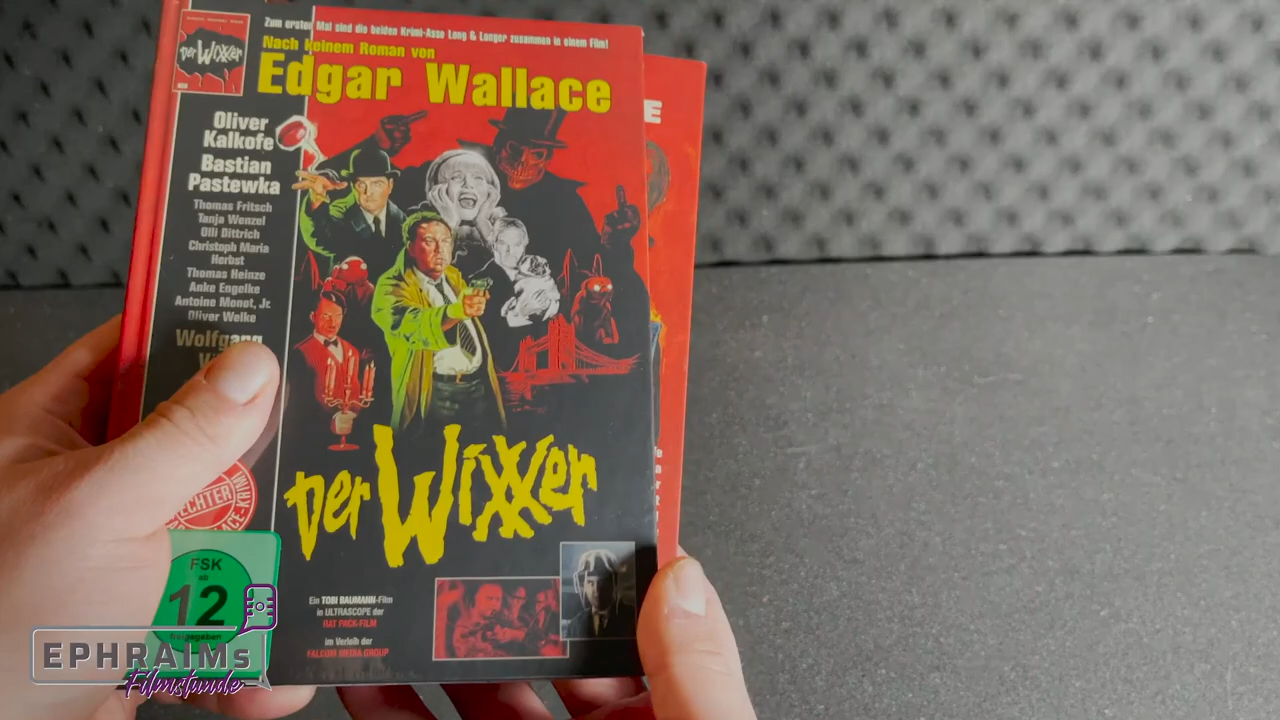 Zum ersten Mal sind die beiden Krimi-Asse Long & Longer zusammen in einem Film!
Nach keinem Roman von
Edgar Wallace
Der Wixxer
Oliver
Kalkofe
Bastian
Pastewka
Thomas Fritsch
Tanja Wenzel
Olli Dittrich
Christoph Maria
Herbst
Thomas Heinze
Anke Engelke
Antoine Monot, Jr.
Oliver Welke
Wolfgang
ECHTER
Der Wixxer
FSK
ab
12
freigegeben
Ein TOBI BAUMANN-Film
in ULTRASCOPE der
RAT PACK-FILM
im Verleih der
FALCOM MEDIA GROUP
E
EPHRAIMs
Filmstunde